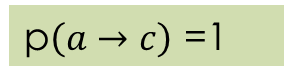 p(a → c) =1